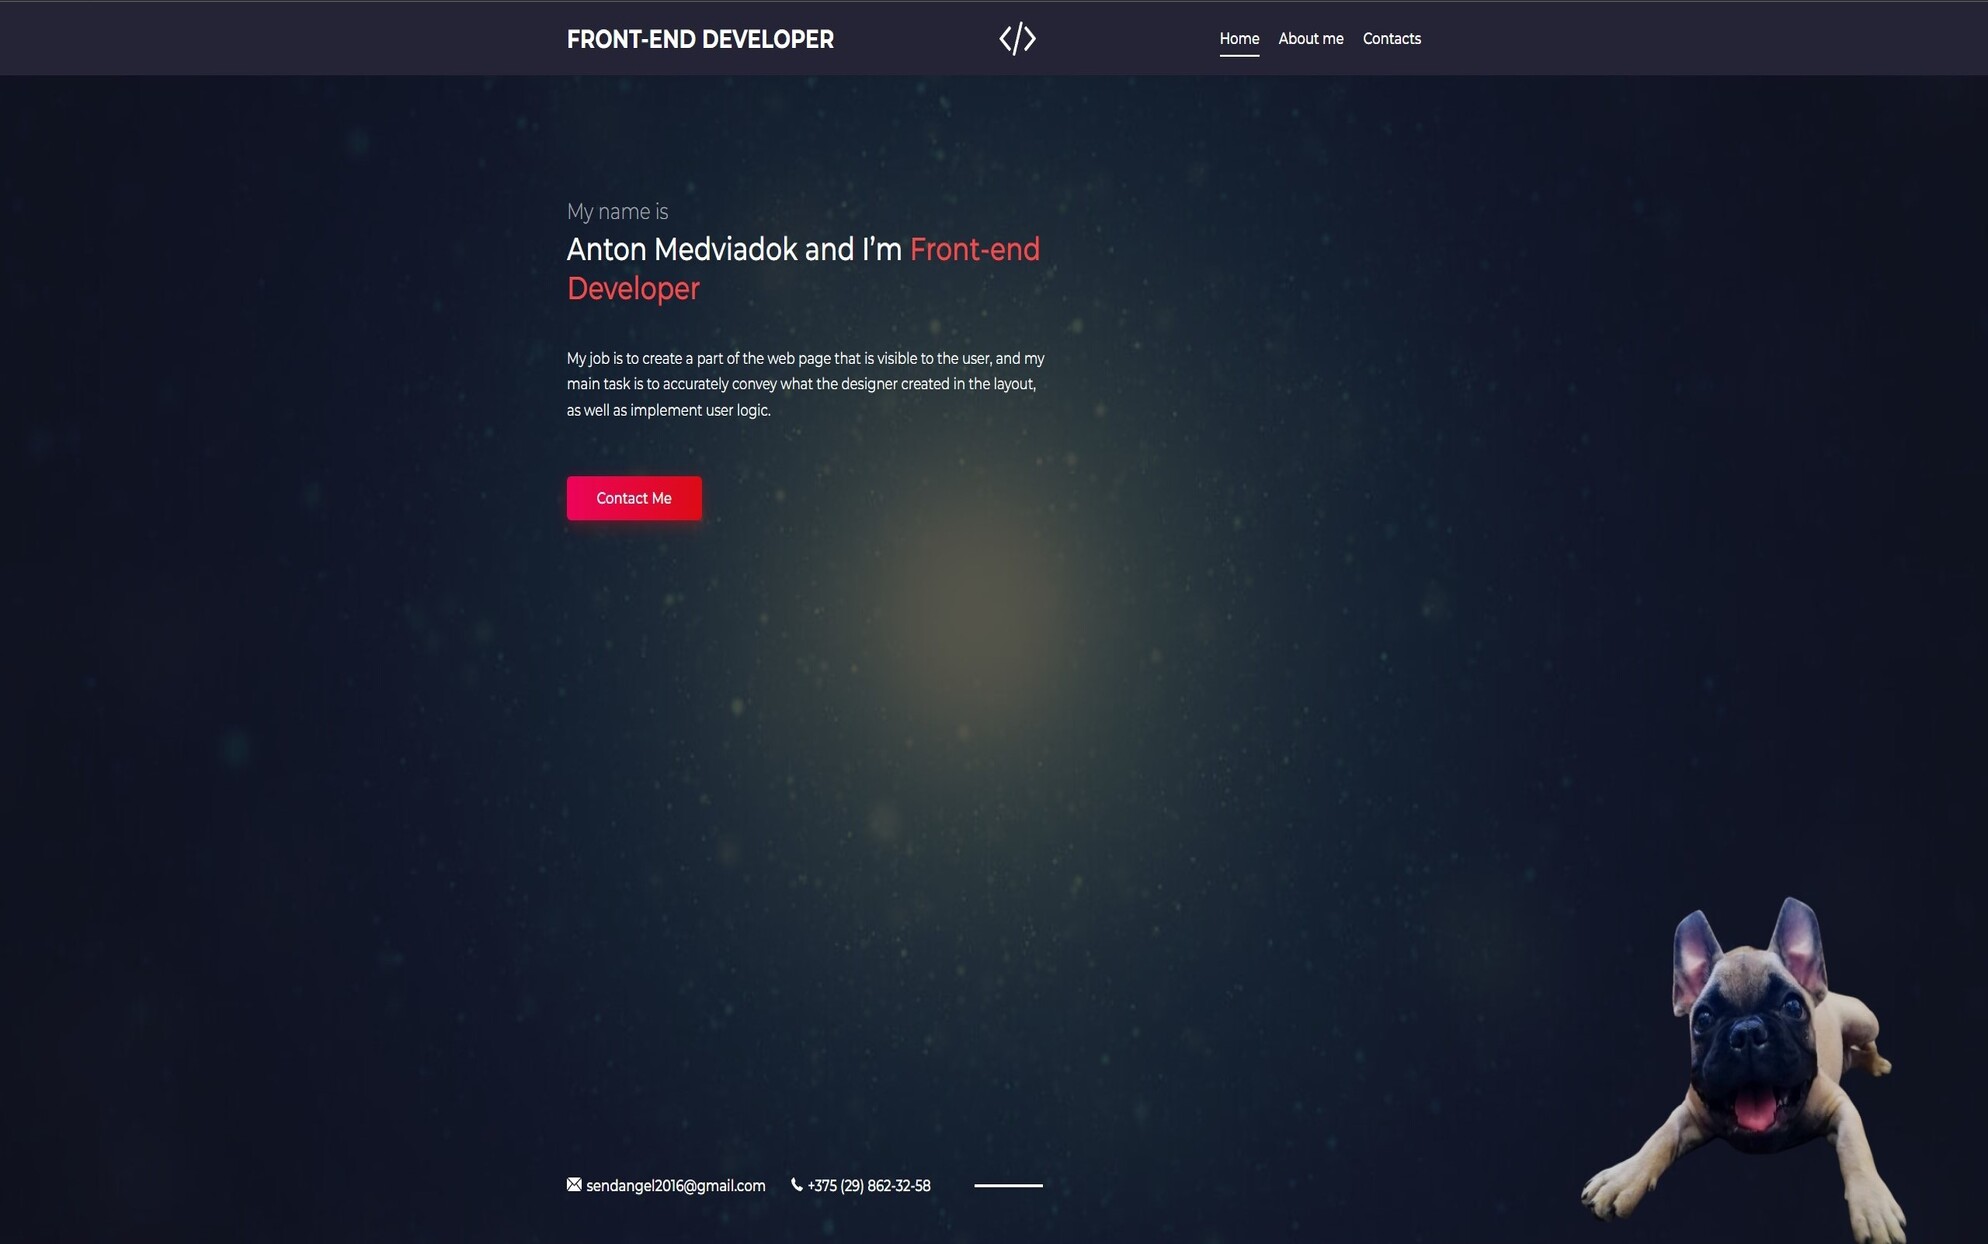 FRONT-END DEVELOPER
</>
Home About me Contacts
My name is
Anton Medviadok and I’m Front-end
Developer
My job is to create a part of the web page that is visible to the user, and my
main task is to accurately convey what the designer created in the layout,
as well as implement user logic.
Contact Me
sendangel2016@gmail.com +375 (29) 862-32-58